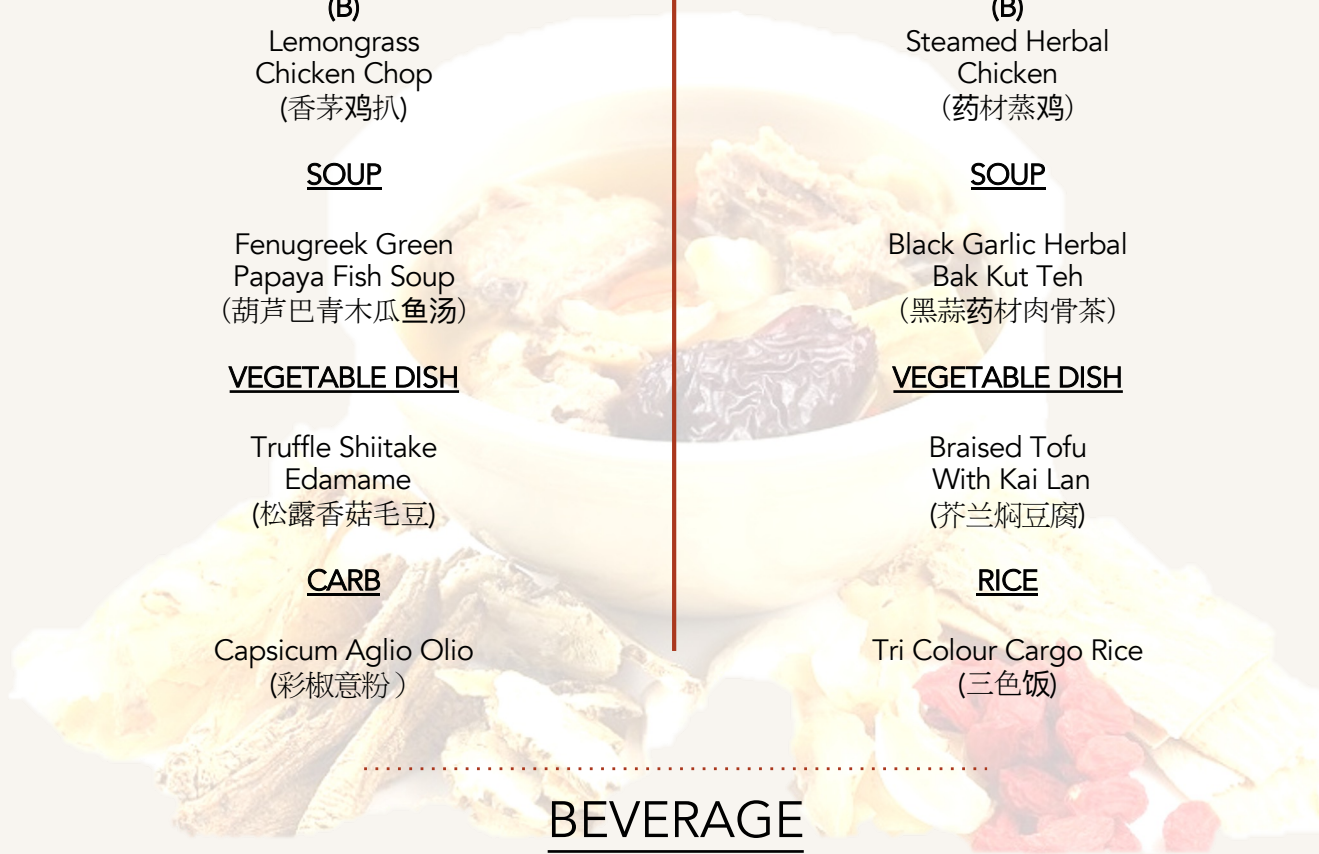 (B)
Lemongrass
Chicken Chop
(香茅鸡扒)
SOUP
Fenugreek Green
Papaya Fish Soup
（葫芦巴青木瓜鱼汤）
VEGETABLE DISH
Truffle Shiitake
Edamame
(松露香菇毛豆)
CARB
Capsicum Aglio Olio
(彩椒意粉）
(B)
Steamed Herbal
Chicken
（药材蒸鸡）
SOUP
Black Garlic Herbal
Bak Kut Teh
（黑蒜药材肉骨茶）
VEGETABLE DISH
Braised Tofu
With Kai Lan
(芥兰焖豆腐)
RICE
Tri Colour Cargo Rice
(三色饭)
BEVERAGE